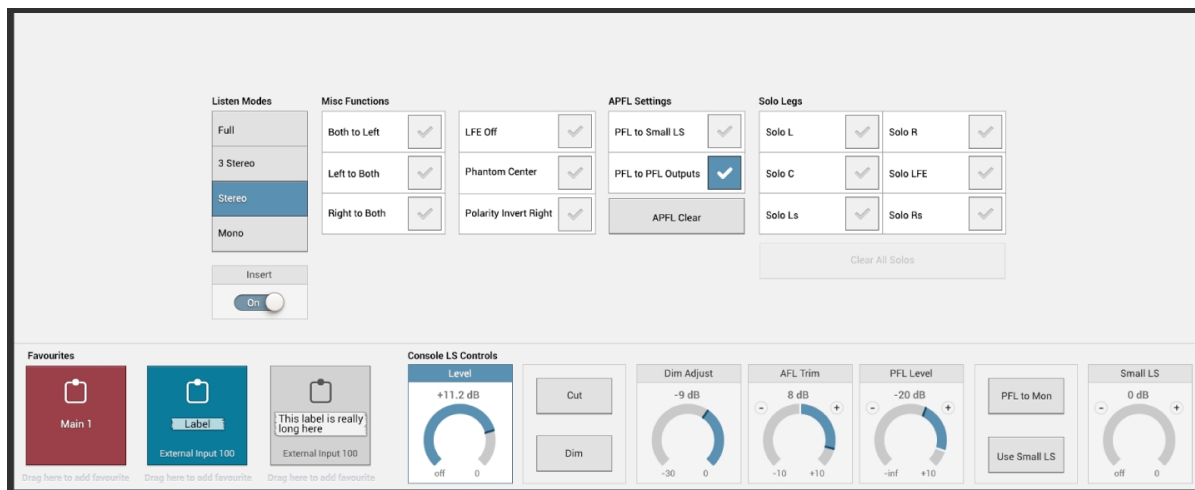 Listen Modes
Misc Functions
APFL Settings
Solo Legs
Full
Both to Left
LFE Off
PFL to Small LS
Solo L
Solo R
3 Stereo
Left to Both
Phantom Center
PFL to PFL Outputs
Solo C
Solo LFE
Stereo
Right to Both
Polarity Invert Right
APFL Clear
Solo Ls
Solo Rs
Mono
Clear All Solos
Insert
On
Favourites
Console LS Controls
Main 1
Label
External Input 100
This label is really
long here
External Input 100
Drag here to add favourite
Drag here to add favourite
Drag here to add favourite
Level
+11.2 dB
off
0
Cut
Dim
Dim Adjust
-9 dB
-30
0
AFL Trim
8 dB
-
+
-10
+10
PFL Level
-20 dB
-
+
-inf
+10
PFL to Mon
Use Small LS
Small LS
0 dB
-
+
off
0